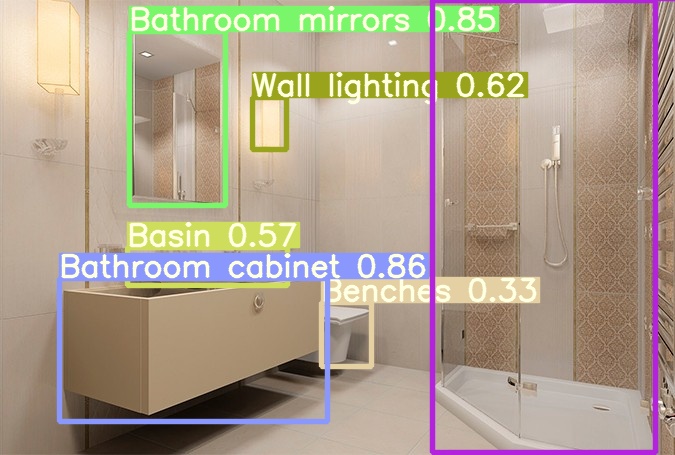 Bathroom mirrors 0.85
Wall lighting 0.62
Basin 0.57
Bathroom cabinet 0.86
Benches 0.33